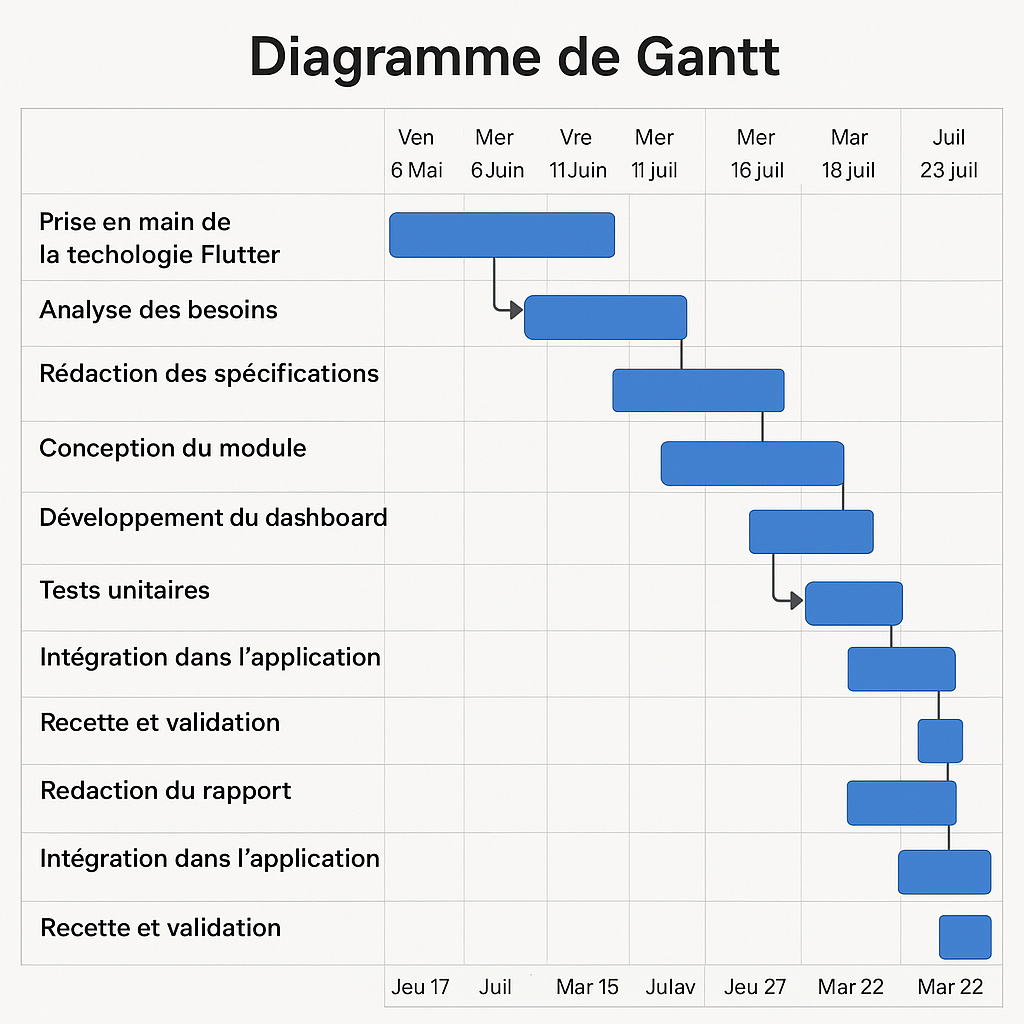 Diagramme de Gantt
Ven Mer Vre Mer Mer Mar Juil
6 Mai 6 Juin 11 Juin 11 juil 16 juil 18 juil 23 juil
Prise en main de
la techologie Flutter
Analyse des besoins
Rédaction des spécifications
Conception du module
Développement du dashboard
Tests unitaires
Intégration dans l'application
Recette et validation
Redaction du rapport
Intégration dans l'application
Recette et validation
Jeu 17 Juil Mar 15 Julav Jeu 27 Mar 22 Mar 22